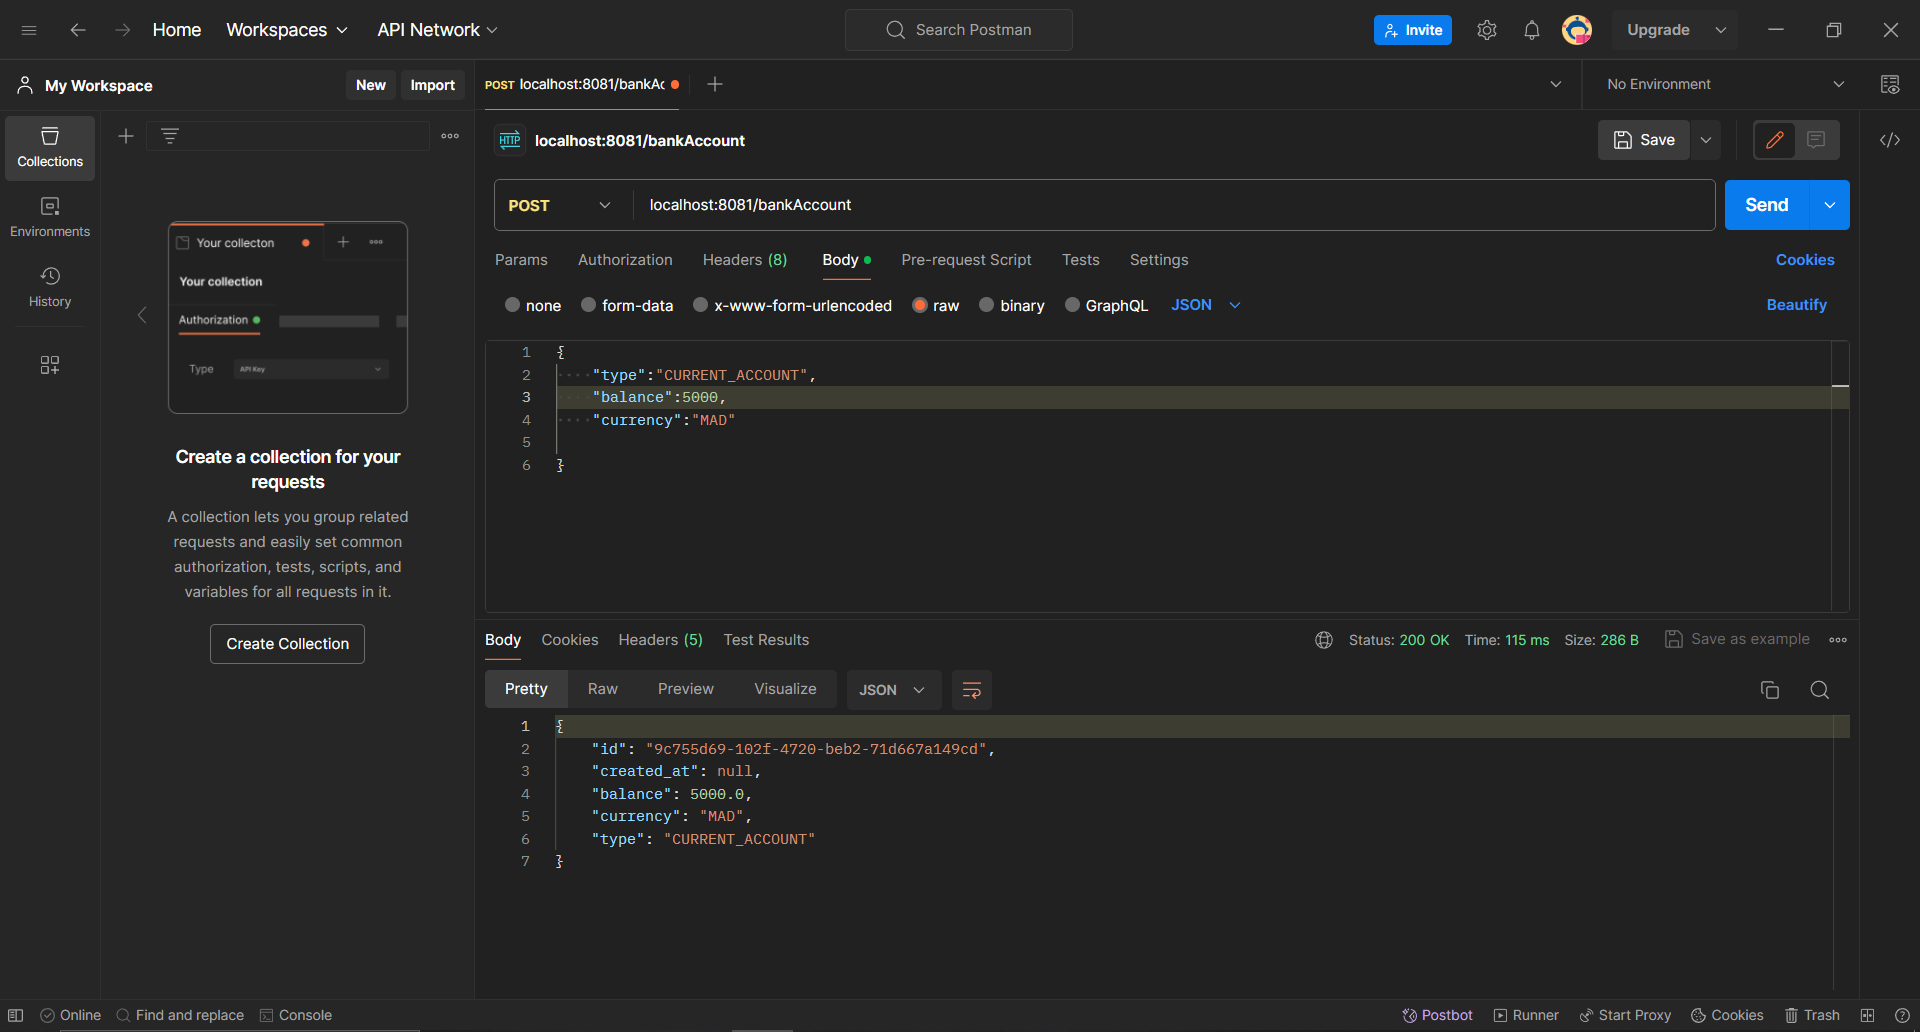 Home Workspaces API Network Search Postman Invite Upgrade
My Workspace New Import POST localhost:8081/bankAc No Environment
HTTP localhost:8081/bankAccount Save
Collections
Environments
History
Your collecton
Your collection
Authorization
Type API Key
Create a collection for your
requests
A collection lets you group related
requests and easily set common
authorization, tests, scripts, and
variables for all requests in it.
Create Collection
POST localhost:8081/bankAccount Send
Params Authorization Headers (8) Body Pre-request Script Tests Settings Cookies
none form-data x-www-form-urlencoded raw binary GraphQL JSON Beautify
1 {
2 "type":"CURRENT_ACCOUNT",
3 "balance":5000,
4 "currency":"MAD"
5
6 }
Body Cookies Headers (5) Test Results Status: 200 OK Time: 115 ms Size: 286 B Save as example
Pretty Raw Preview Visualize JSON
1 {
2 "id": "9c755d69-102f-4720-beb2-71d667a149cd",
3 "created_at": null,
4 "balance": 5000.0,
5 "currency": "MAD",
6 "type": "CURRENT_ACCOUNT"
7 }
Online Find and replace Console Postbot Runner Start Proxy Cookies Trash